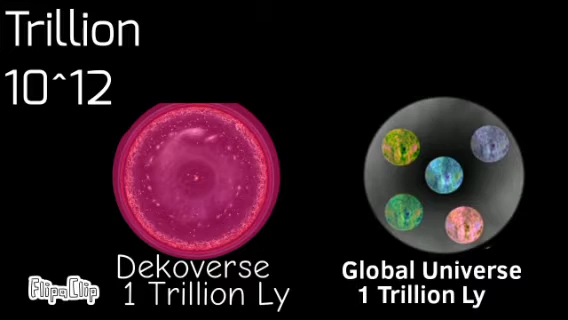 Trillion
10^12
Dekoverse
1 Trillion Ly
Global Universe
1 Trillion Ly
FlipaClip